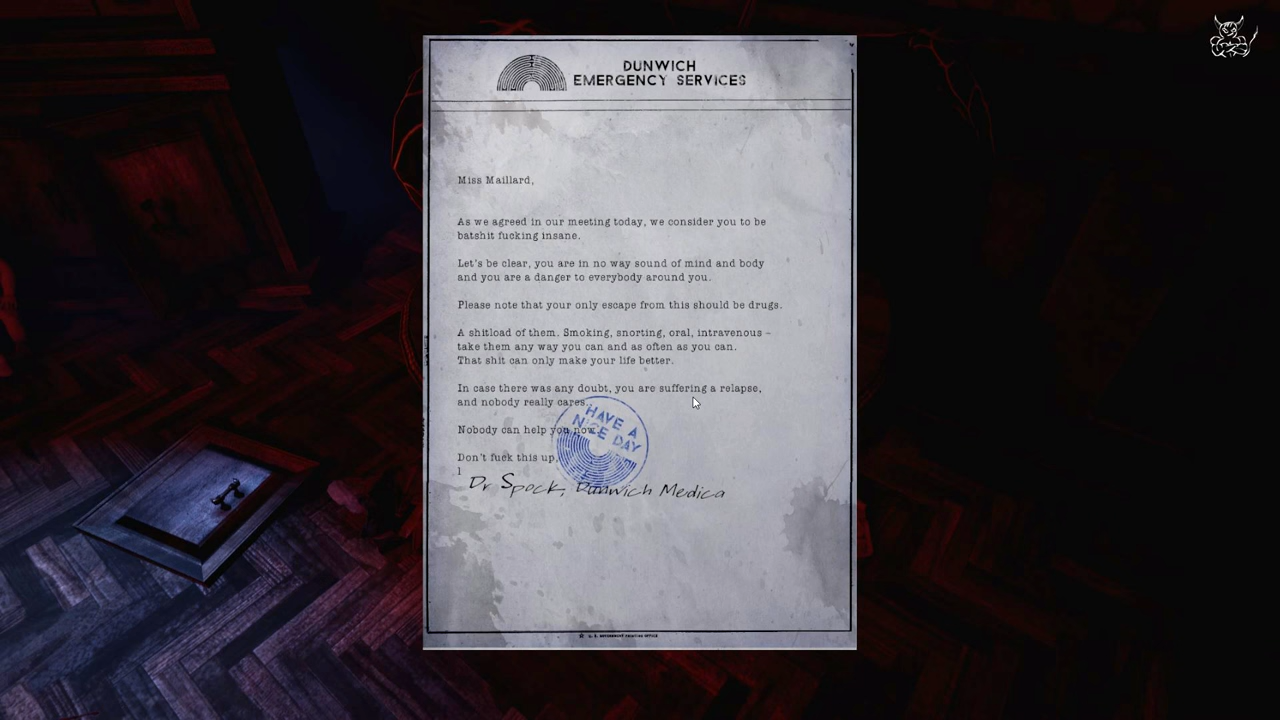 DUNWICH
EMERGENCY SERVICES
Miss Maillard,
As we agreed in our meeting today, we consider you to be
batshit fucking insane.
Let's be clear, you are in no way sound of mind and body
and you are a danger to everybody around you.
Please note that your only escape from this should be drugs.
A shitload of them. Smoking, snorting, oral, intravenous –
take them any way you can and as often as you can.
That shit can only make your life better.
In case there was any doubt, you are suffering a relapse,
and nobody really cares.
HAVE A
NICE DAY
Nobody can help you now.
Don't fuck this up,
l
Dr Spock, Dunwich Medica
U. S. GOVERNMENT PRINTING OFFICE